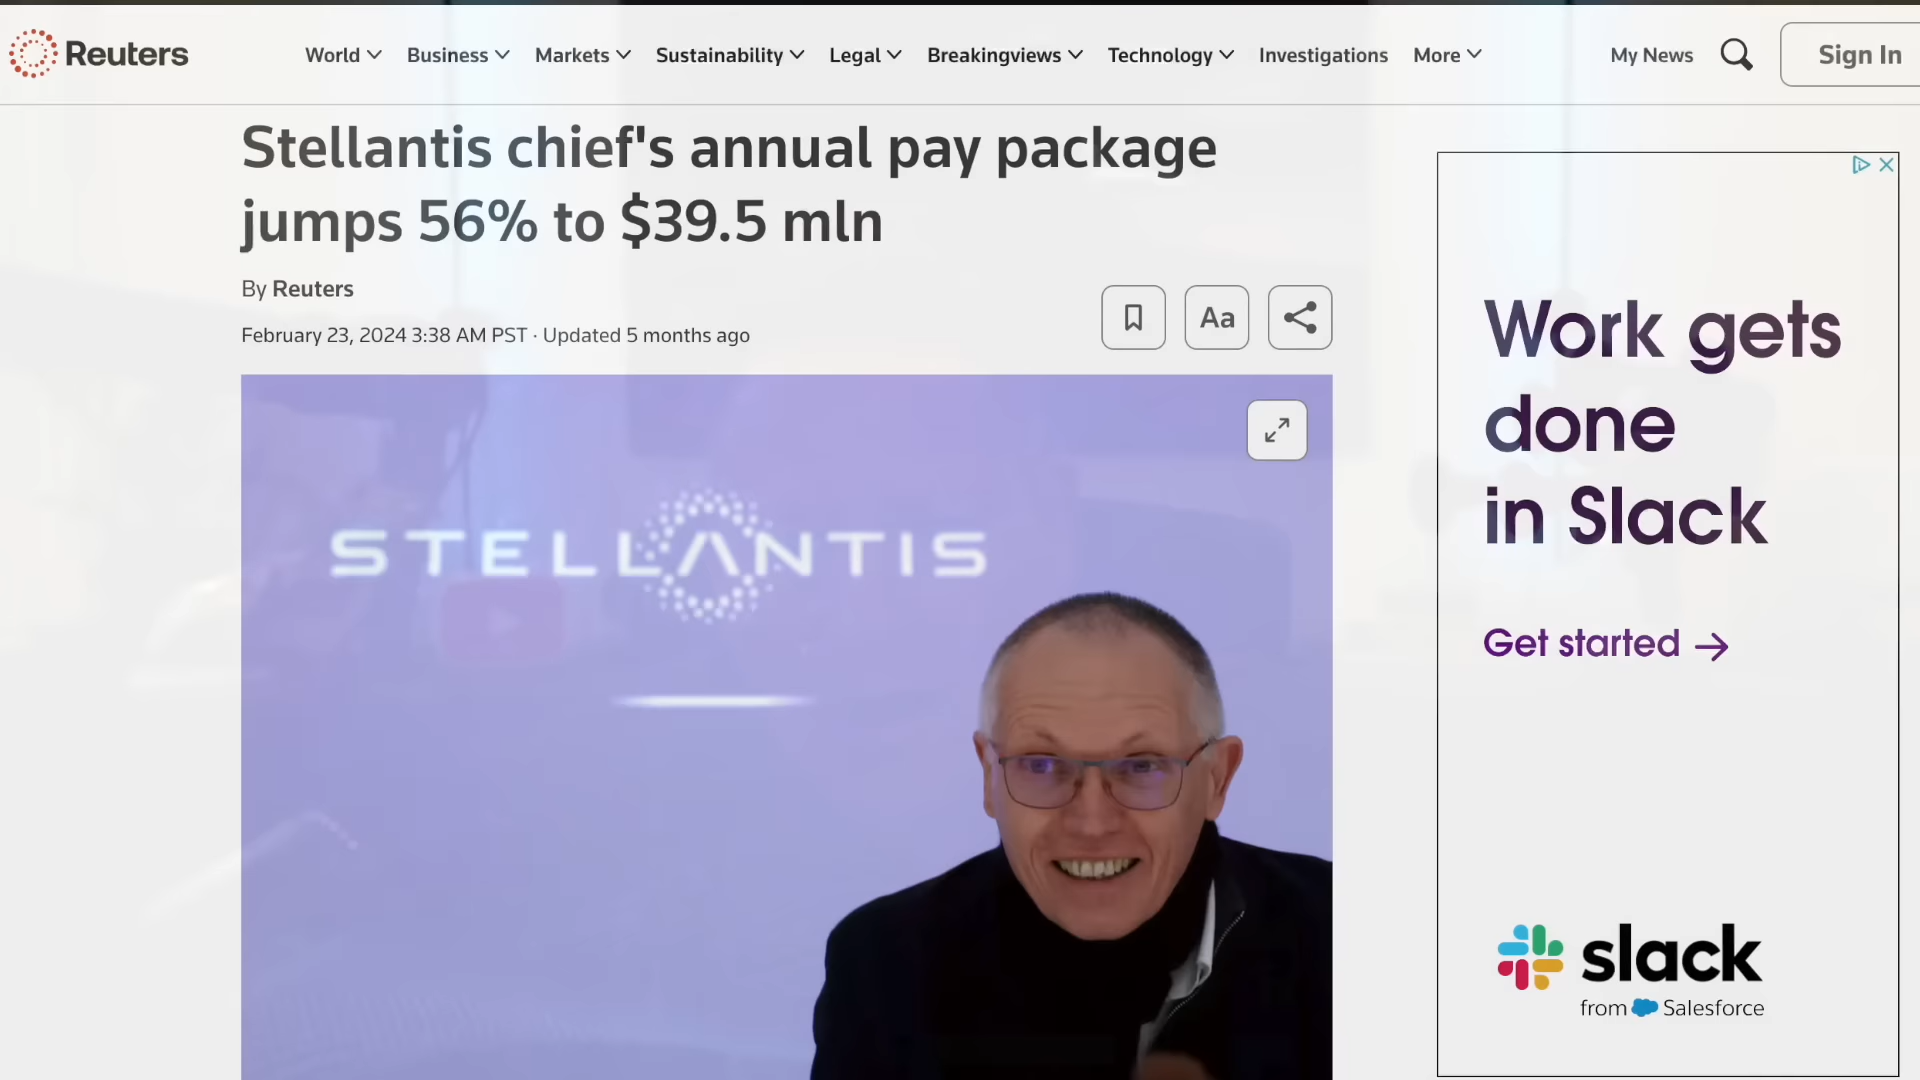 Reuters
World
Business
Markets
Sustainability
Legal
Breakingviews
Technology
Investigations
More
My News
Sign In
Stellantis chief's annual pay package
jumps 56% to $39.5 mln
By Reuters
February 23, 2024 3:38 AM PST · Updated 5 months ago
Aa
STELLANTIS
Work gets
done
in Slack
Get started →
slack
from Salesforce